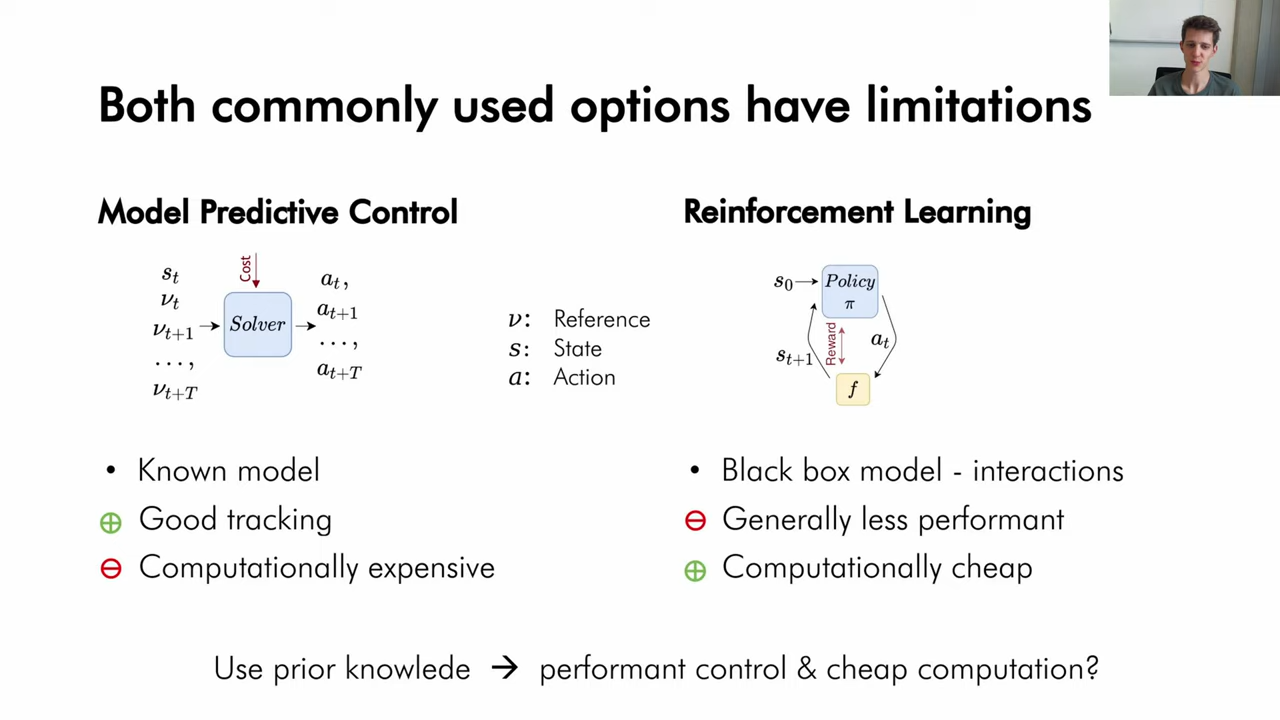 Both commonly used options have limitations
Model Predictive Control
Cost
s_t
ν_t
ν_{t+1}
...,
ν_{t+T}
Solver
a_t,
a_{t+1}
...,
a_{t+T}
ν: Reference
s: State
a: Action
• Known model
⊕ Good tracking
⊖ Computationally expensive
Reinforcement Learning
s_0
Policy
π
Reward
a_t
s_{t+1}
f
• Black box model - interactions
⊖ Generally less performant
⊕ Computationally cheap
Use prior knowlede → performant control & cheap computation?